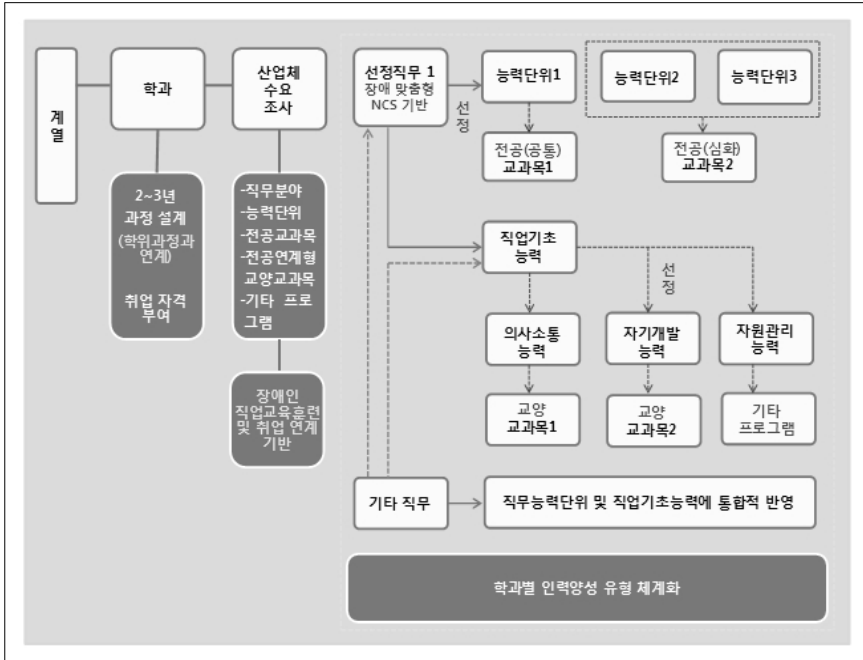 계
열
학과
산업체
수요
조사
2~3년
과정 설계
(학위과정과
연계)
취업 자격
부여
-직무분야
-능력단위
-전공교과목
-전공연계형
교양교과목
-기타 프로
그램
장애인
직업교육훈련
및 취업 연계
기반
선정직무 1
장애 맞춤형
NCS 기반
선
정
능력단위1
능력단위2
능력단위3
전공(공통)
교과목1
전공(심화)
교과목2
직업기초
능력
선
정
의사소통
능력
자기개발
능력
자원관리
능력
교양
교과목1
교양
교과목2
기타
프로그램
기타 직무
직무능력단위 및 직업기초능력에 통합적 반영
학과별 인력양성 유형 체계화